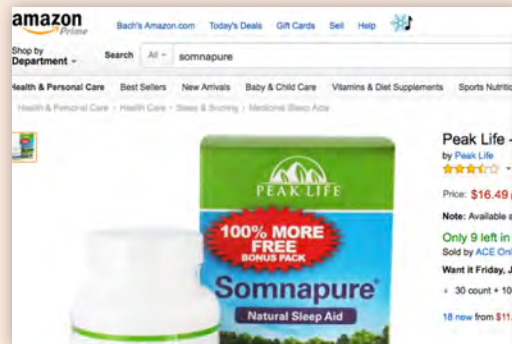 amazon
Prime
Bach's Amazon.com Today's Deals Gift Cards Sell Help
Shop by
Department
Search All somnapure
Health & Personal Care Best Sellers New Arrivals Baby & Child Care Vitamins & Diet Supplements Sports Nutritio
Health & Personal Care › Health Care › Sleep & Snoring › Medicinal Sleep Aids
Peak Life -
by Peak Life
Price: $16.49
Note: Available a
Only 9 left in
Sold by ACE Onl
Want it Friday, J
30 count + 10
18 new from $11.
PEAK LIFE
100% MORE
FREE
BONUS PACK
Somnapure®
Natural Sleep Aid